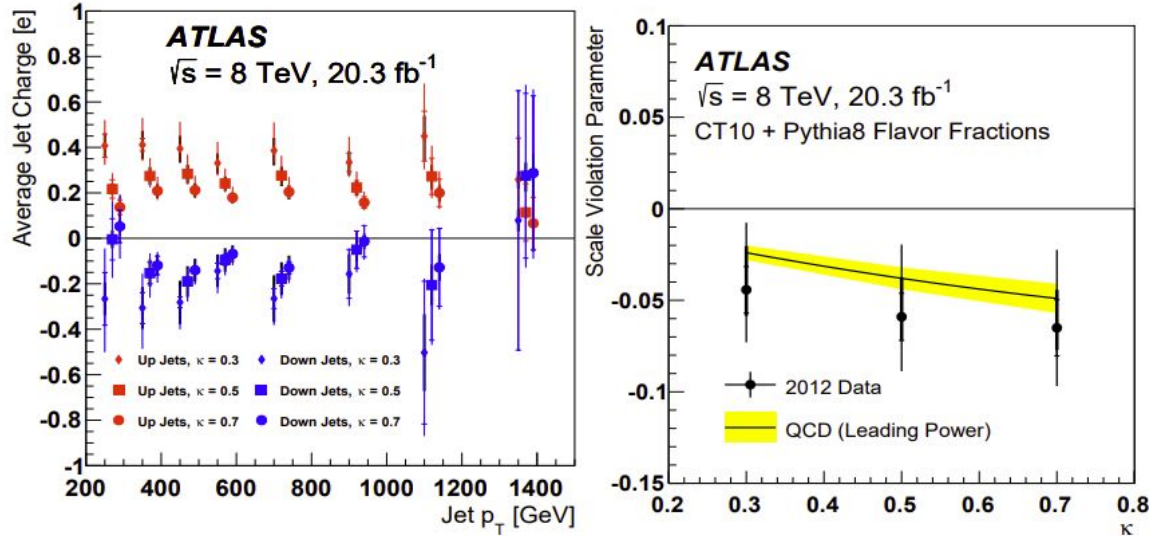 ATLAS
√s = 8 TeV, 20.3 fb⁻¹
Average Jet Charge [e]
1
0.8
0.6
0.4
0.2
0
-0.2
-0.4
-0.6
-0.8
-1
Up Jets, κ = 0.3
Down Jets, κ = 0.3
Up Jets, κ = 0.5
Down Jets, κ = 0.5
Up Jets, κ = 0.7
Down Jets, κ = 0.7
200 400 600 800 1000 1200 1400
Jet p_T [GeV]
ATLAS
√s = 8 TeV, 20.3 fb⁻¹
CT10 + Pythia8 Flavor Fractions
Scale Violation Parameter
0.1
0.05
0
-0.05
-0.1
-0.15
2012 Data
QCD (Leading Power)
0.2 0.3 0.4 0.5 0.6 0.7 0.8
κ